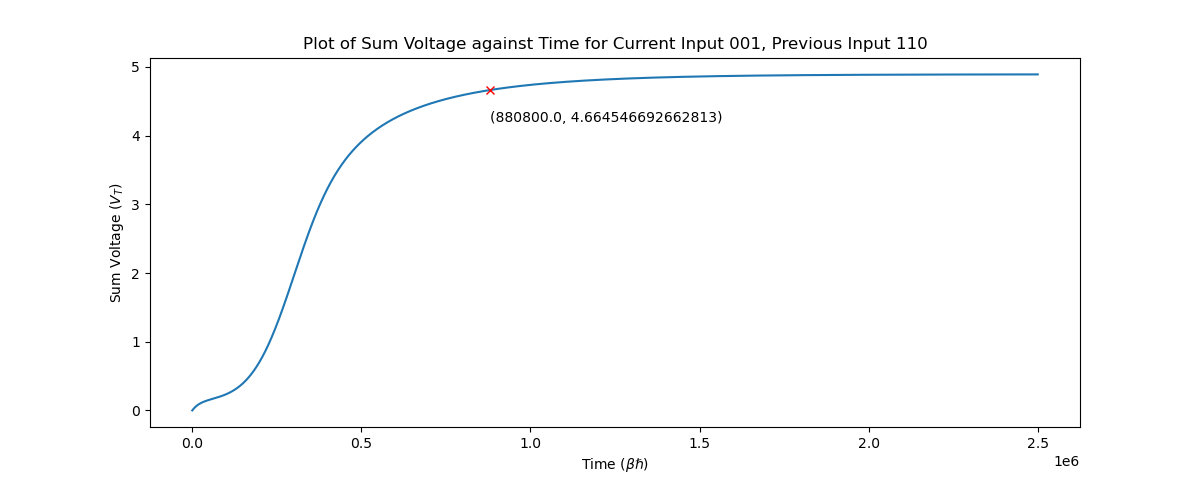 Plot of Sum Voltage against Time for Current Input 001, Previous Input 110
5
4
3
2
1
0
Sum Voltage (V_T)
(880800.0, 4.664546692662813)
0.0 0.5 1.0 1.5 2.0 2.5
1e6
Time (βℏ)